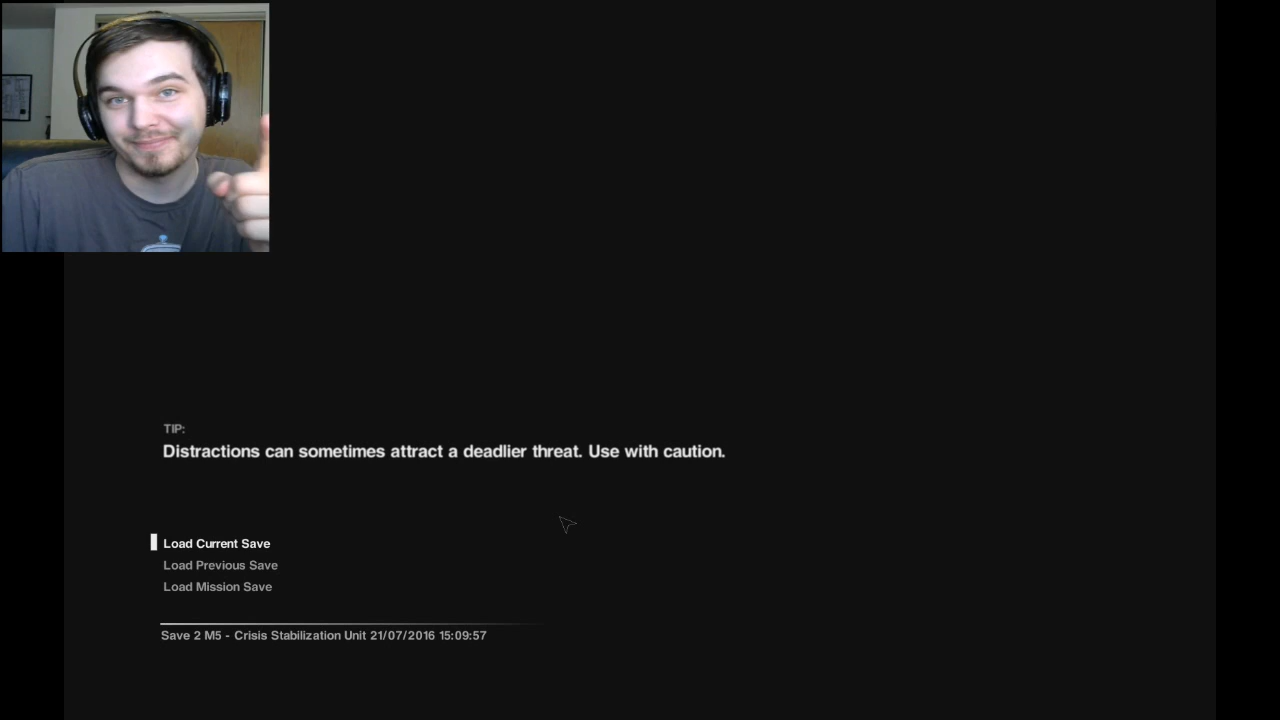 TIP:
Distractions can sometimes attract a deadlier threat. Use with caution.
Load Current Save
Load Previous Save
Load Mission Save
Save 2 M5 - Crisis Stabilization Unit 21/07/2016 15:09:57